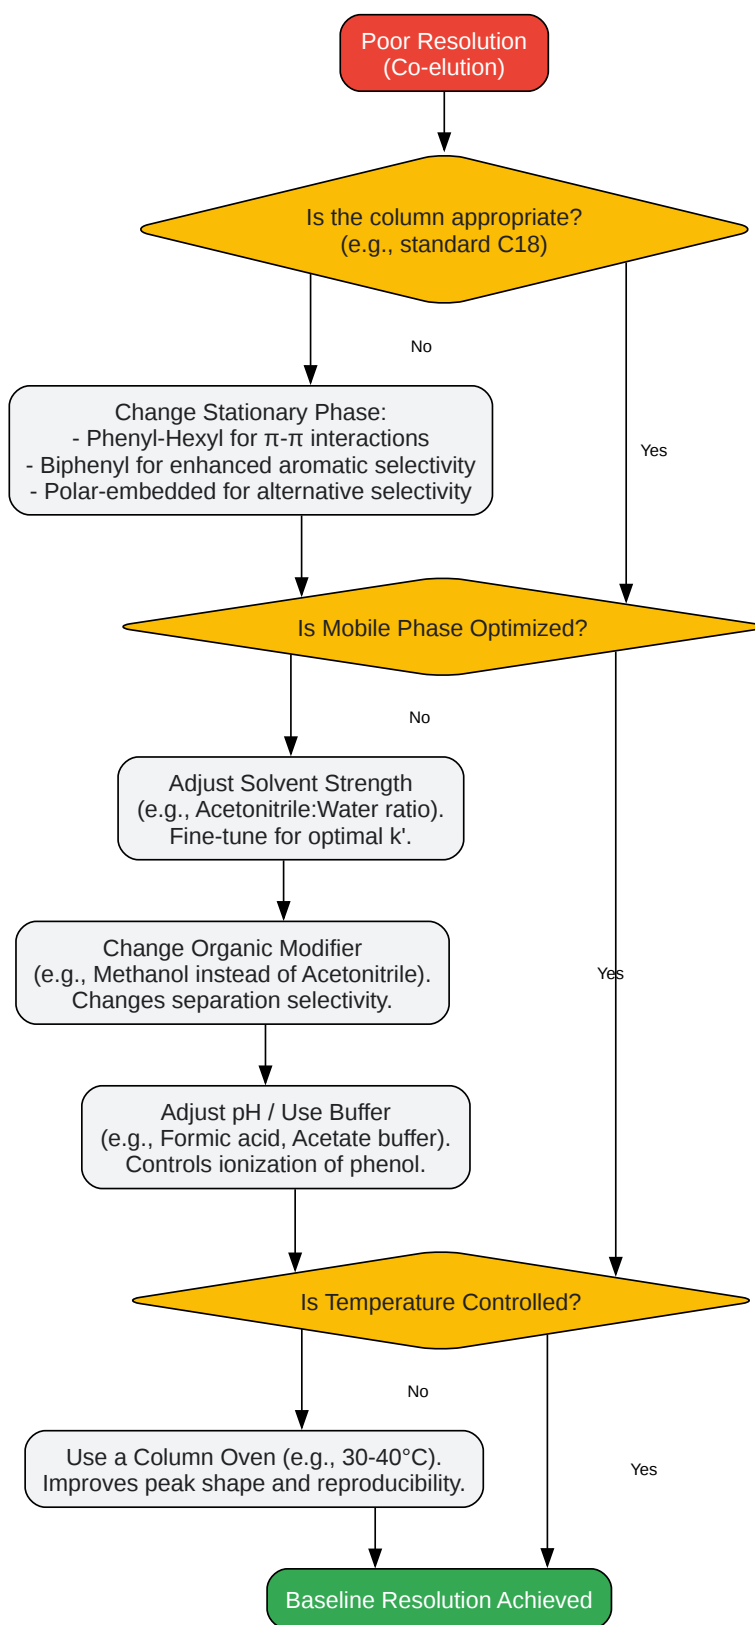 Poor Resolution
(Co-elution)
Is the column appropriate?
(e.g., standard C18)
No
Yes
Change Stationary Phase:
- Phenyl-Hexyl for π-π interactions
- Biphenyl for enhanced aromatic selectivity
- Polar-embedded for alternative selectivity
Is Mobile Phase Optimized?
No
Yes
Adjust Solvent Strength
(e.g., Acetonitrile:Water ratio).
Fine-tune for optimal k'.
Change Organic Modifier
(e.g., Methanol instead of Acetonitrile).
Changes separation selectivity.
Adjust pH / Use Buffer
(e.g., Formic acid, Acetate buffer).
Controls ionization of phenol.
Is Temperature Controlled?
No
Yes
Use a Column Oven (e.g., 30-40°C).
Improves peak shape and reproducibility.
Baseline Resolution Achieved